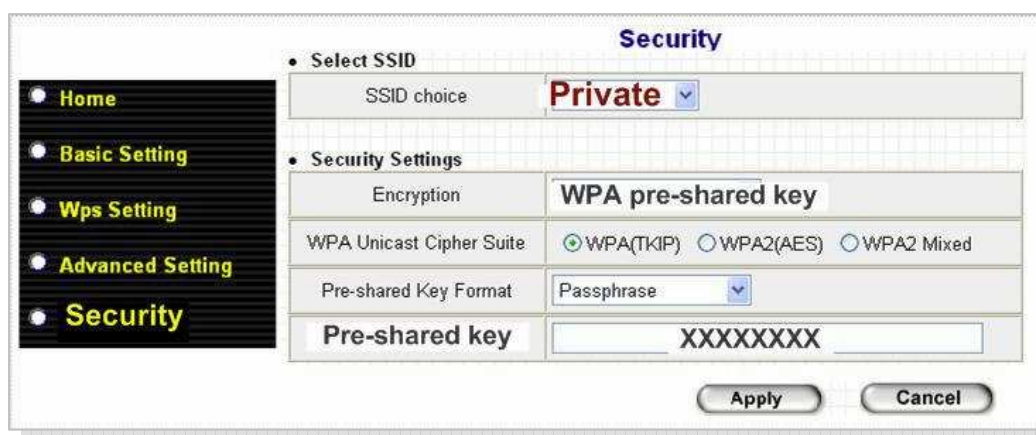 Security
Select SSID
SSID choice Private
Home
Basic Setting
Wps Setting
Advanced Setting
Security
Security Settings
Encryption WPA pre-shared key
WPA Unicast Cipher Suite WPA(TKIP) WPA2(AES) WPA2 Mixed
Pre-shared Key Format Passphrase
Pre-shared key XXXXXXXX
Apply Cancel